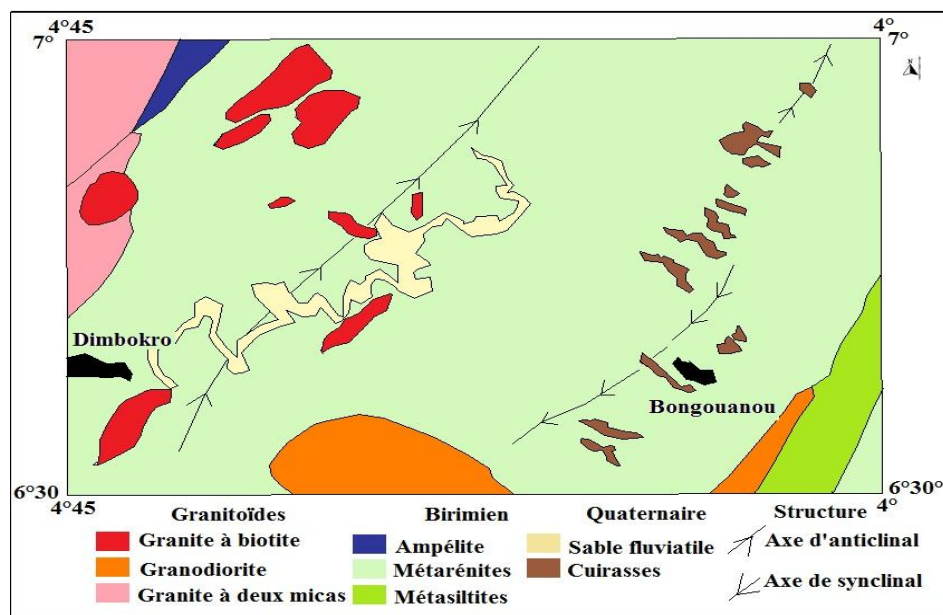 4°45
4°
7°
7°
Dimbokro
Bongouanou
6°30
6°30°
4°45
4°
Granitoïdes Birimien Quaternaire Structure
Granite à biotite Ampélite Sable fluviatile Axe d'anticlinal
Granodiorite Métarénites Cuirasses Axe de synclinal
Granite à deux micas Métasiltites